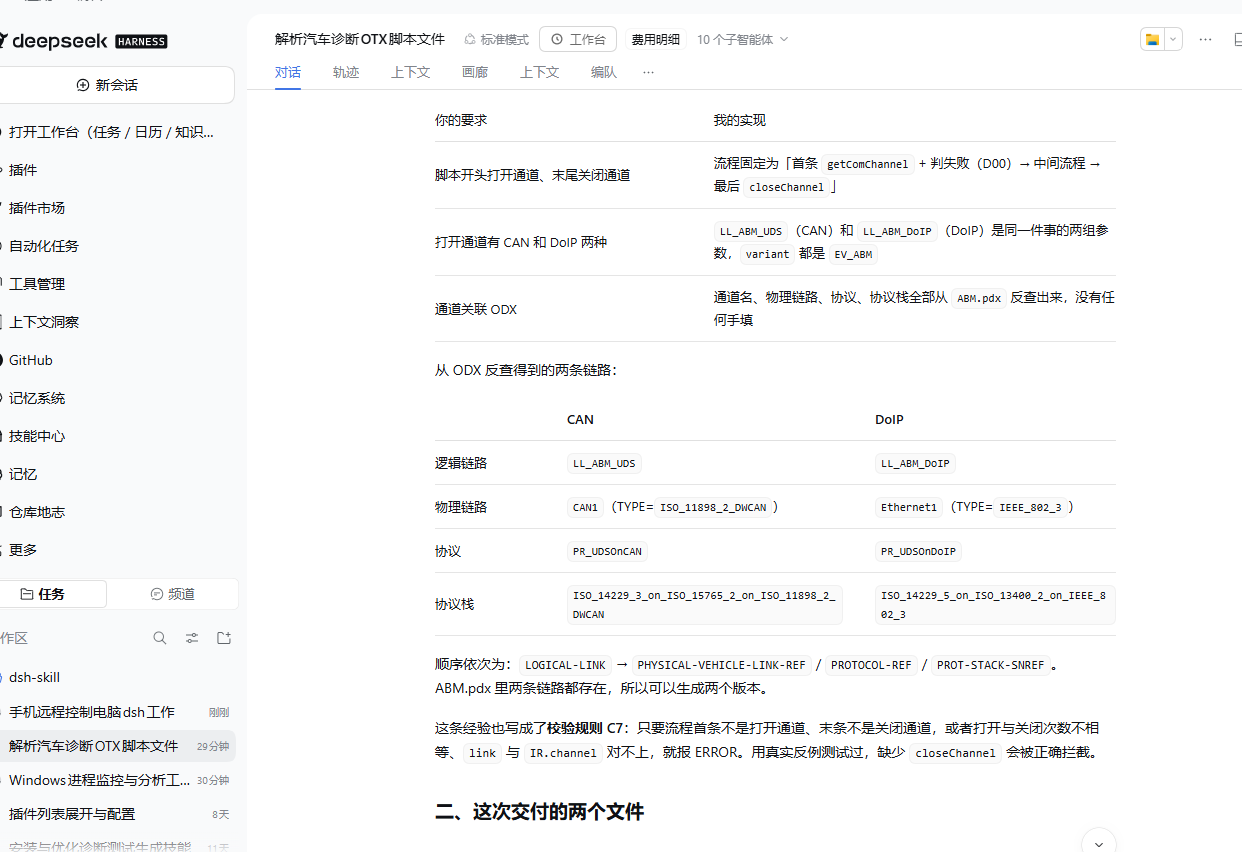 deepseek HARNESS
新会话
打开工作台（任务 / 日历 / 知识...
插件
插件市场
自动化任务
工具管理
上下文洞察
GitHub
记忆系统
技能中心
记忆
仓库地志
更多
任务
频道
作区
dsh-skill
手机远程控制电脑dsh工作 刚刚
解析汽车诊断OTX脚本文件 29分钟
Windows进程监控与分析工... 30分钟
插件列表展开与配置 8天
安装与优化诊断测试生成技能 11天
解析汽车诊断OTX脚本文件 标准模式 工作台 费用明细 10 个子智能体
对话 轨迹 上下文 画廊 上下文 编队 ...
你的要求 我的实现
脚本开头打开通道、末尾关闭通道
流程固定为「首条 getComChannel + 判失败（D00）→ 中间流程 →
最后 closeChannel 」
打开通道有 CAN 和 DoIP 两种
LL_ABM_UDS （CAN）和 LL_ABM_DoIP （DoIP）是同一件事的两组参
数， variant 都是 EV_ABM
通道关联 ODX
通道名、物理链路、协议、协议栈全部从 ABM.pdx 反查出来，没有任
何手填
从 ODX 反查得到的两条链路：
CAN DoIP
逻辑链路 LL_ABM_UDS LL_ABM_DoIP
物理链路 CAN1 （TYPE= ISO_11898_2_DWCAN ） Ethernet1 （TYPE= IEEE_802_3 ）
协议 PR_UDSOnCAN PR_UDSOnDoIP
协议栈
ISO_14229_3_on_ISO_15765_2_on_ISO_11898_2_
DWCAN
ISO_14229_5_on_ISO_13400_2_on_IEEE_8
02_3
顺序依次为： LOGICAL-LINK → PHYSICAL-VEHICLE-LINK-REF / PROTOCOL-REF / PROT-STACK-SNREF 。
ABM.pdx 里两条链路都存在，所以可以生成两个版本。
这条经验也写成了校验规则 C7：只要流程首条不是打开通道、末条不是关闭通道，或者打开与关闭次数不相
等、 link 与 IR.channel 对不上，就报 ERROR。用真实反例测试过，缺少 closeChannel 会被正确拦截。
二、这次交付的两个文件